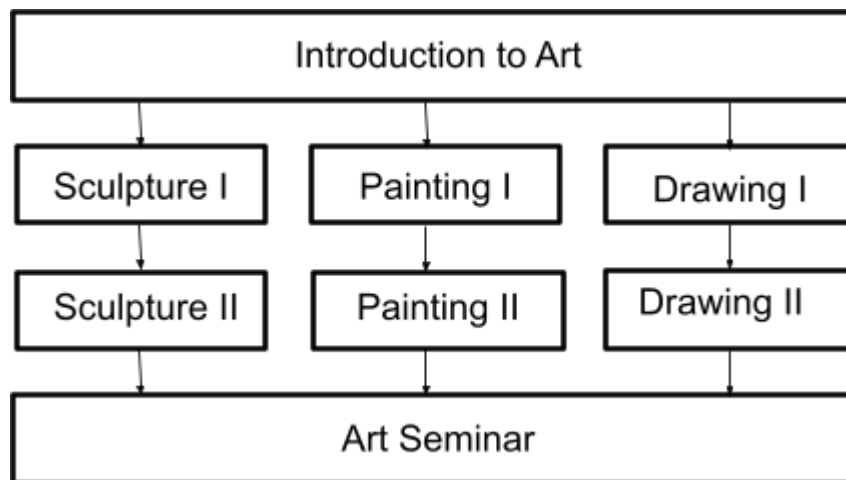 Introduction to Art
Sculpture I
Painting I
Drawing I
Sculpture II
Painting II
Drawing II
Art Seminar